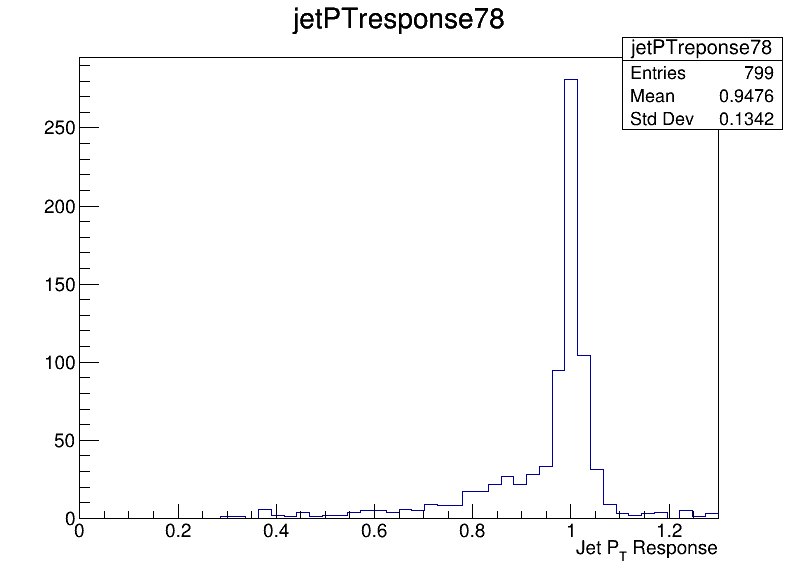 jetPTresponse78
jetPTreponse78
Entries 799
Mean 0.9476
Std Dev 0.1342
250
200
150
100
50
0
0 0.2 0.4 0.6 0.8 1 1.2
Jet PT Response